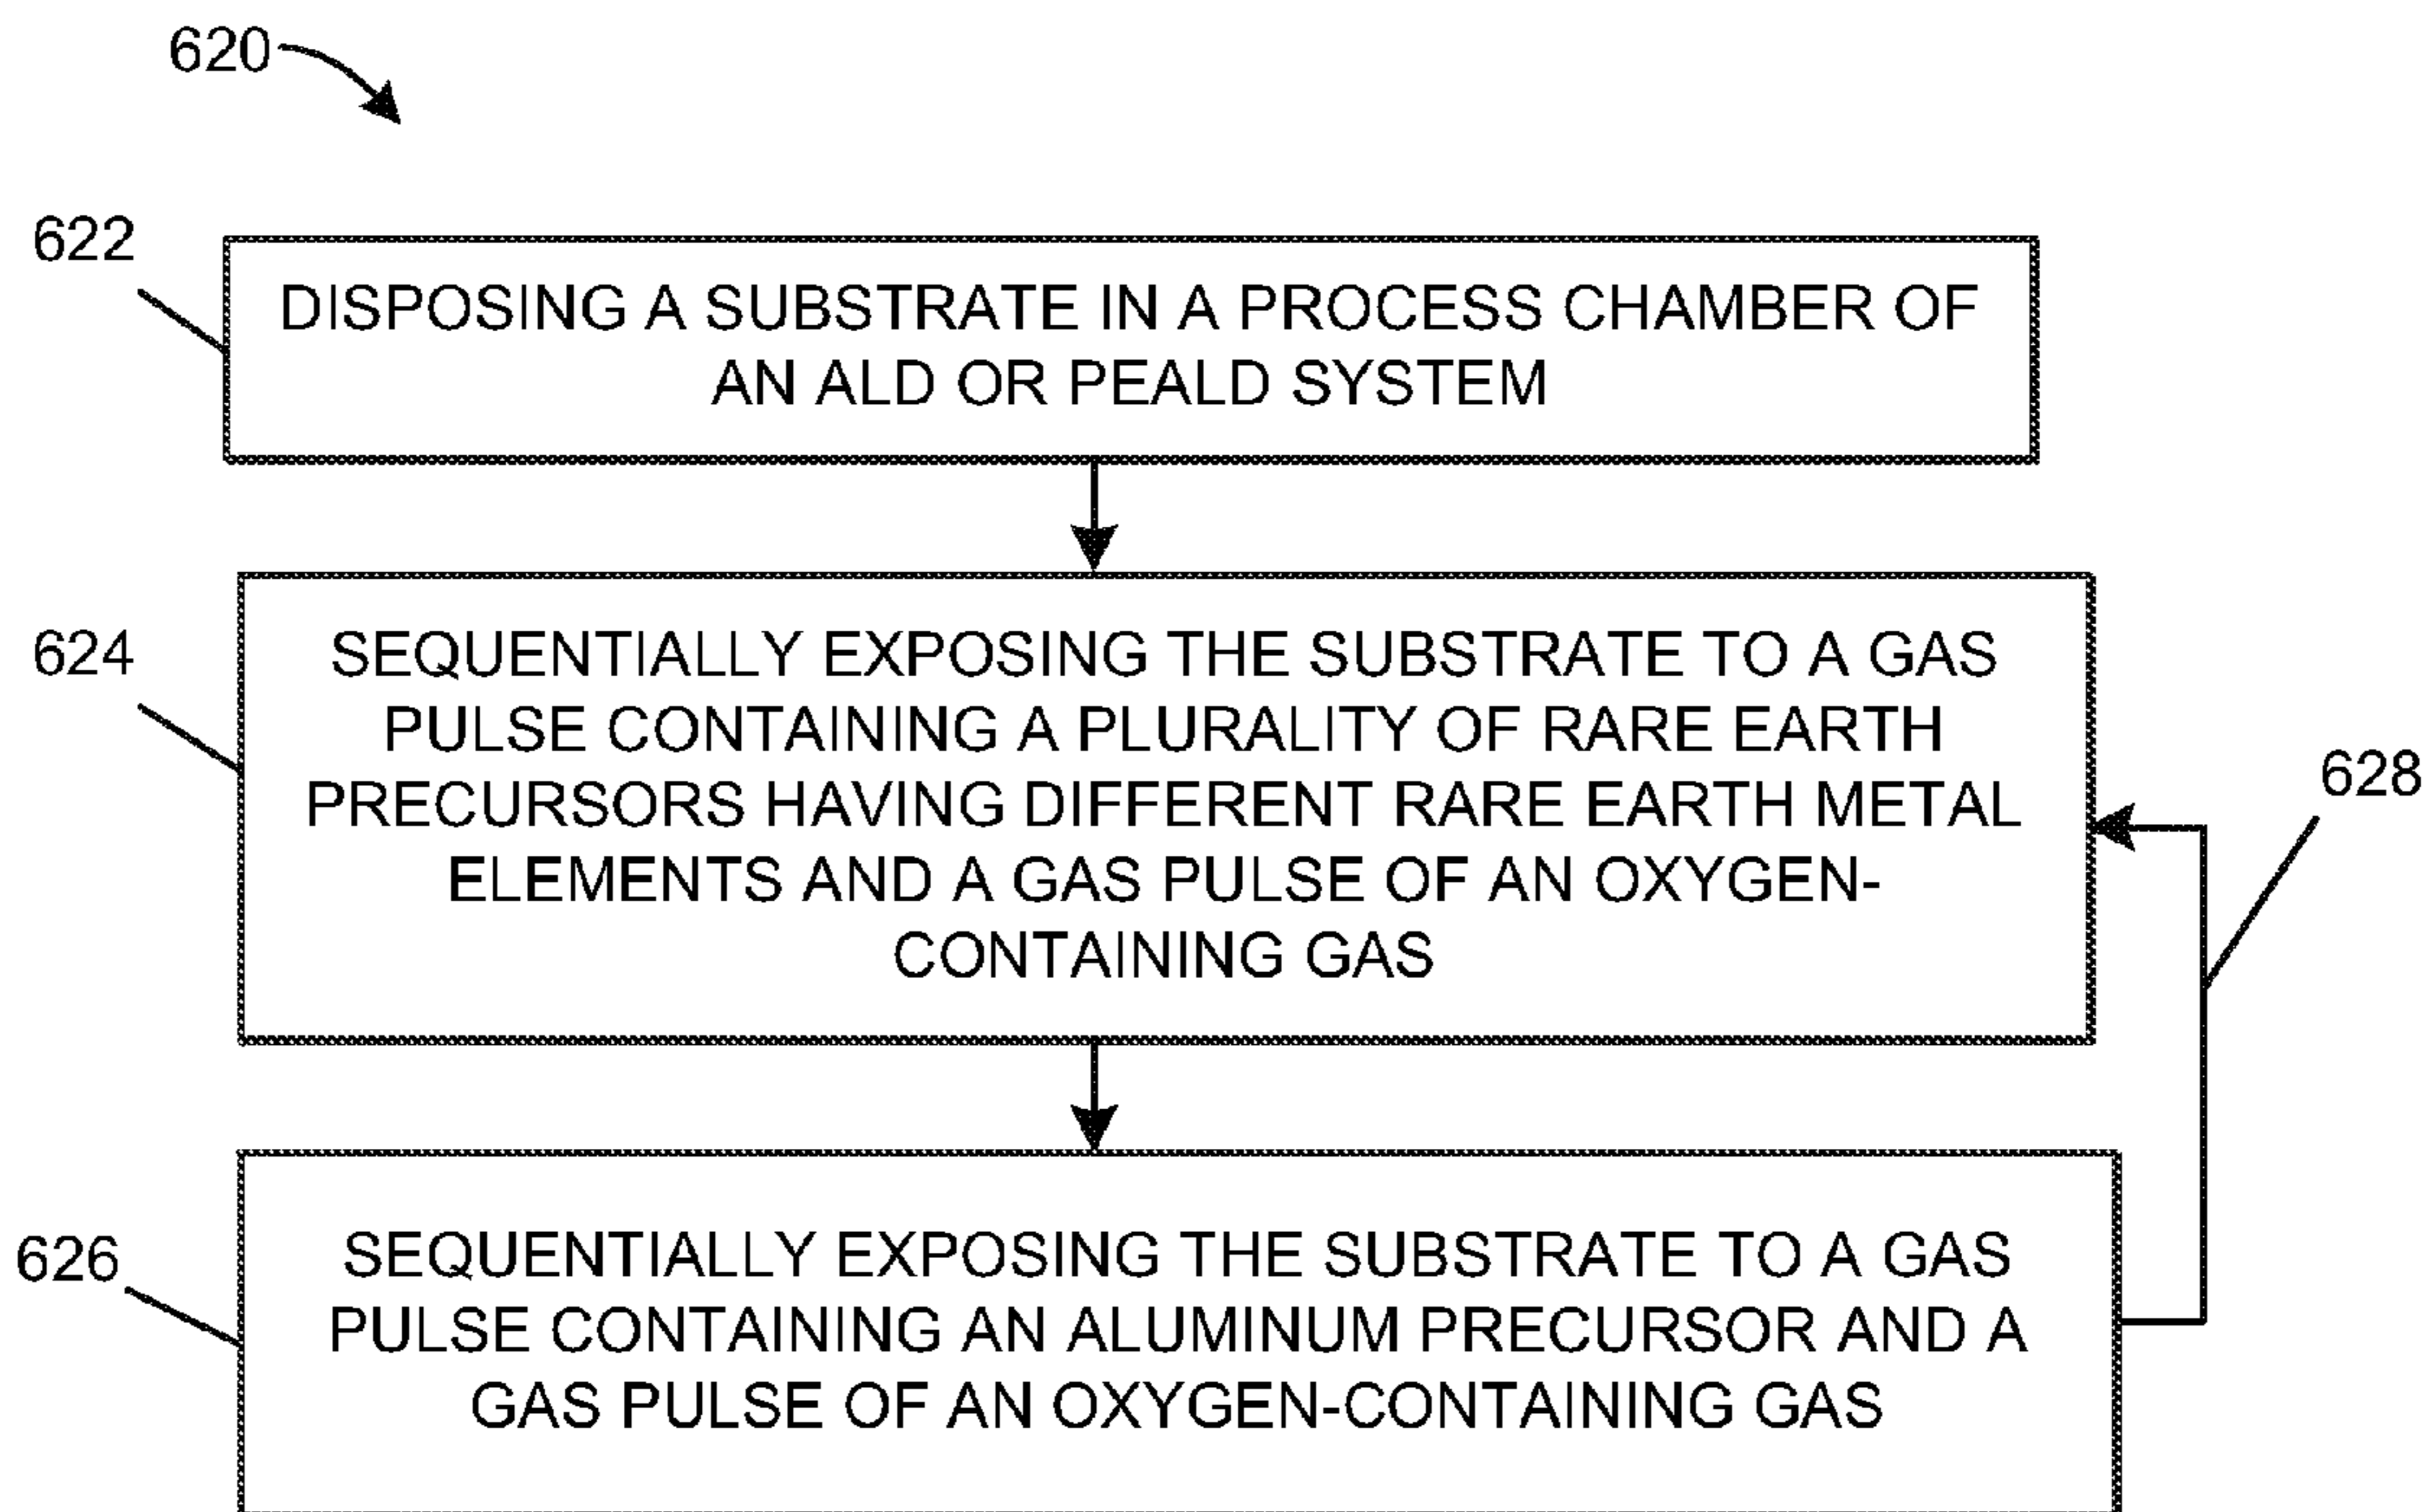 620
622
DISPOSING A SUBSTRATE IN A PROCESS CHAMBER OF
AN ALD OR PEALD SYSTEM
624
SEQUENTIALLY EXPOSING THE SUBSTRATE TO A GAS
PULSE CONTAINING A PLURALITY OF RARE EARTH
PRECURSORS HAVING DIFFERENT RARE EARTH METAL
ELEMENTS AND A GAS PULSE OF AN OXYGEN-
CONTAINING GAS
628
626
SEQUENTIALLY EXPOSING THE SUBSTRATE TO A GAS
PULSE CONTAINING AN ALUMINUM PRECURSOR AND A
GAS PULSE OF AN OXYGEN-CONTAINING GAS